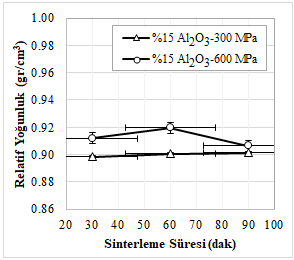 %15 Al₂O₃-300 MPa
%15 Al₂O₃-600 MPa
Relatif Yoğunluk (gr/cm³)
1.00
0.98
0.96
0.94
0.92
0.90
0.88
0.86
20 30 40 50 60 70 80 90 100
Sinterleme Süresi (dak)